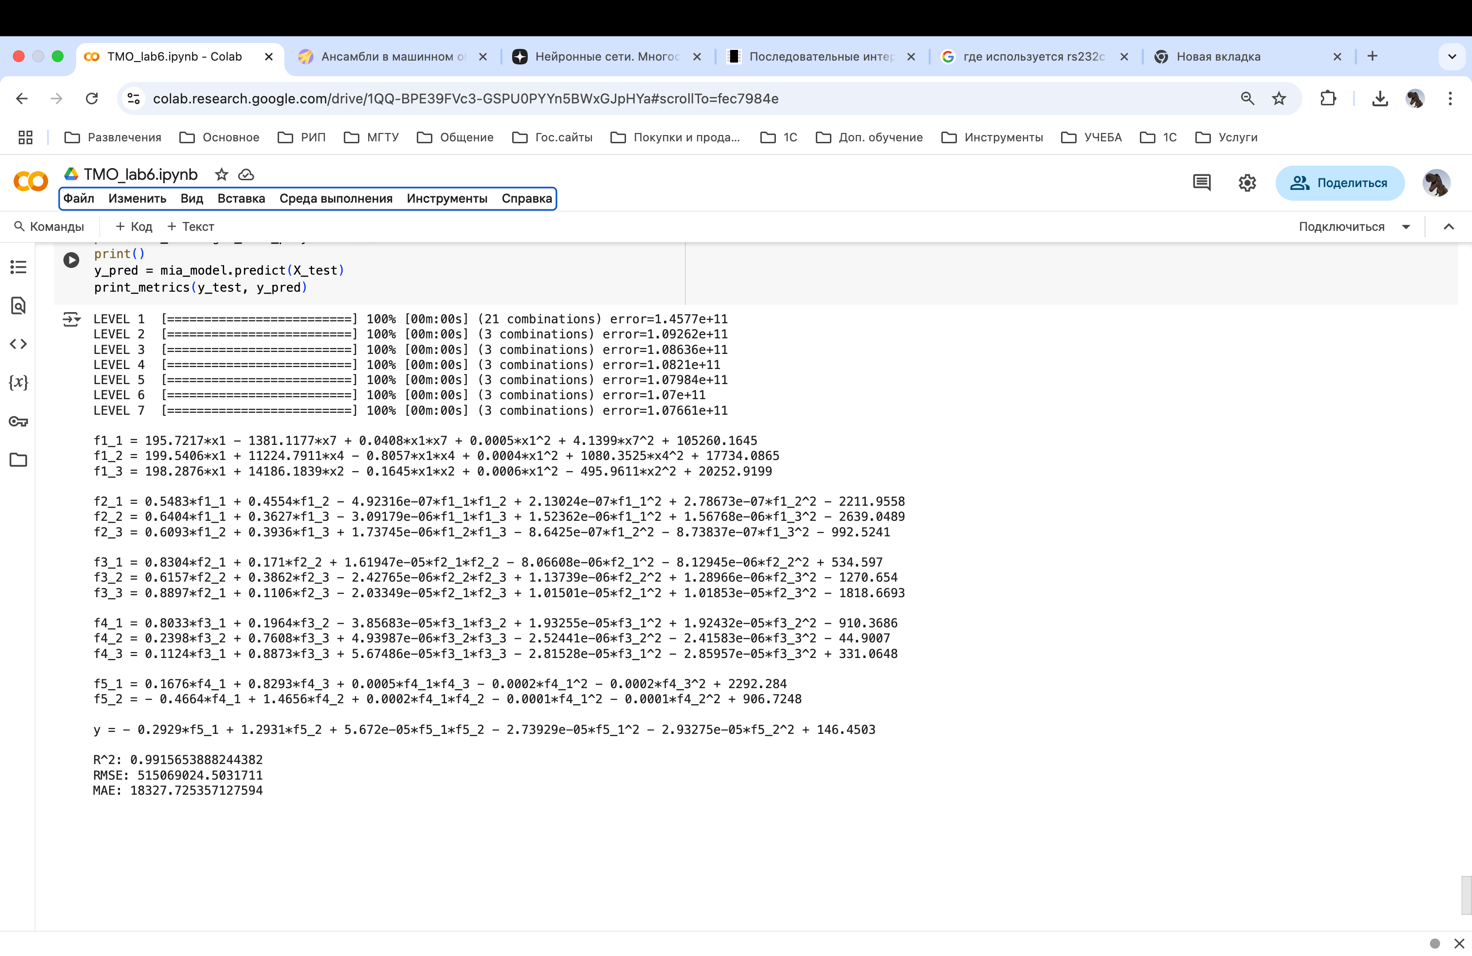 TMO_lab6.ipynb - Colab
Ансамбли в машинном о
Нейронные сети. Многос
Последовательные интер
где используется rs232с
Новая вкладка
colab.research.google.com/drive/1QQ-BPE39FVc3-GSPU0PYYn5BWxGJpHYa#scrollTo=fec7984e
Развлечения Основное РИП МГТУ Общение Гос.сайты Покупки и прода... 1С Доп. обучение Инструменты УЧЕБА 1С Услуги
TMO_lab6.ipynb
Поделиться
Файл Изменить Вид Вставка Среда выполнения Инструменты Справка
Команды + Код + Текст Подключиться
print()
y_pred = mia_model.predict(X_test)
print_metrics(y_test, y_pred)
LEVEL 1 [=========================] 100% [00m:00s] (21 combinations) error=1.4577e+11
LEVEL 2 [=========================] 100% [00m:00s] (3 combinations) error=1.09262e+11
LEVEL 3 [=========================] 100% [00m:00s] (3 combinations) error=1.08636e+11
LEVEL 4 [=========================] 100% [00m:00s] (3 combinations) error=1.0821e+11
LEVEL 5 [=========================] 100% [00m:00s] (3 combinations) error=1.07984e+11
LEVEL 6 [=========================] 100% [00m:00s] (3 combinations) error=1.07e+11
LEVEL 7 [=========================] 100% [00m:00s] (3 combinations) error=1.07661e+11
f1_1 = 195.7217*x1 - 1381.1177*x7 + 0.0408*x1*x7 + 0.0005*x1^2 + 4.1399*x7^2 + 105260.1645
f1_2 = 199.5406*x1 + 11224.7911*x4 - 0.8057*x1*x4 + 0.0004*x1^2 + 1080.3525*x4^2 + 17734.0865
f1_3 = 198.2876*x1 + 14186.1839*x2 - 0.1645*x1*x2 + 0.0006*x1^2 - 495.9611*x2^2 + 20252.9199
f2_1 = 0.5483*f1_1 + 0.4554*f1_2 - 4.92316e-07*f1_1*f1_2 + 2.13024e-07*f1_1^2 + 2.78673e-07*f1_2^2 - 2211.9558
f2_2 = 0.6404*f1_1 + 0.3627*f1_3 - 3.09179e-06*f1_1*f1_3 + 1.52362e-06*f1_1^2 + 1.56768e-06*f1_3^2 - 2639.0489
f2_3 = 0.6093*f1_2 + 0.3936*f1_3 + 1.73745e-06*f1_2*f1_3 - 8.6425e-07*f1_2^2 - 8.73837e-07*f1_3^2 - 992.5241
f3_1 = 0.8304*f2_1 + 0.171*f2_2 + 1.61947e-05*f2_1*f2_2 - 8.06608e-06*f2_1^2 - 8.12945e-06*f2_2^2 + 534.597
f3_2 = 0.6157*f2_2 + 0.3862*f2_3 - 2.42765e-06*f2_2*f2_3 + 1.13739e-06*f2_2^2 + 1.28966e-06*f2_3^2 - 1270.654
f3_3 = 0.8897*f2_1 + 0.1106*f2_3 - 2.03349e-05*f2_1*f2_3 + 1.01501e-05*f2_1^2 + 1.01853e-05*f2_3^2 - 1818.6693
f4_1 = 0.8033*f3_1 + 0.1964*f3_2 - 3.85683e-05*f3_1*f3_2 + 1.93255e-05*f3_1^2 + 1.92432e-05*f3_2^2 - 910.3686
f4_2 = 0.2398*f3_2 + 0.7608*f3_3 + 4.93987e-06*f3_2*f3_3 - 2.52441e-06*f3_2^2 - 2.41583e-06*f3_3^2 - 44.9007
f4_3 = 0.1124*f3_1 + 0.8873*f3_3 + 5.67486e-05*f3_1*f3_3 - 2.81528e-05*f3_1^2 - 2.85957e-05*f3_3^2 + 331.0648
f5_1 = 0.1676*f4_1 + 0.8293*f4_3 + 0.0005*f4_1*f4_3 - 0.0002*f4_1^2 - 0.0002*f4_3^2 + 2292.284
f5_2 = - 0.4664*f4_1 + 1.4656*f4_2 + 0.0002*f4_1*f4_2 - 0.0001*f4_1^2 - 0.0001*f4_2^2 + 906.7248
y = - 0.2929*f5_1 + 1.2931*f5_2 + 5.672e-05*f5_1*f5_2 - 2.73929e-05*f5_1^2 - 2.93275e-05*f5_2^2 + 146.4503
R^2: 0.9915653888244382
RMSE: 515069024.5031711
MAE: 18327.725357127594